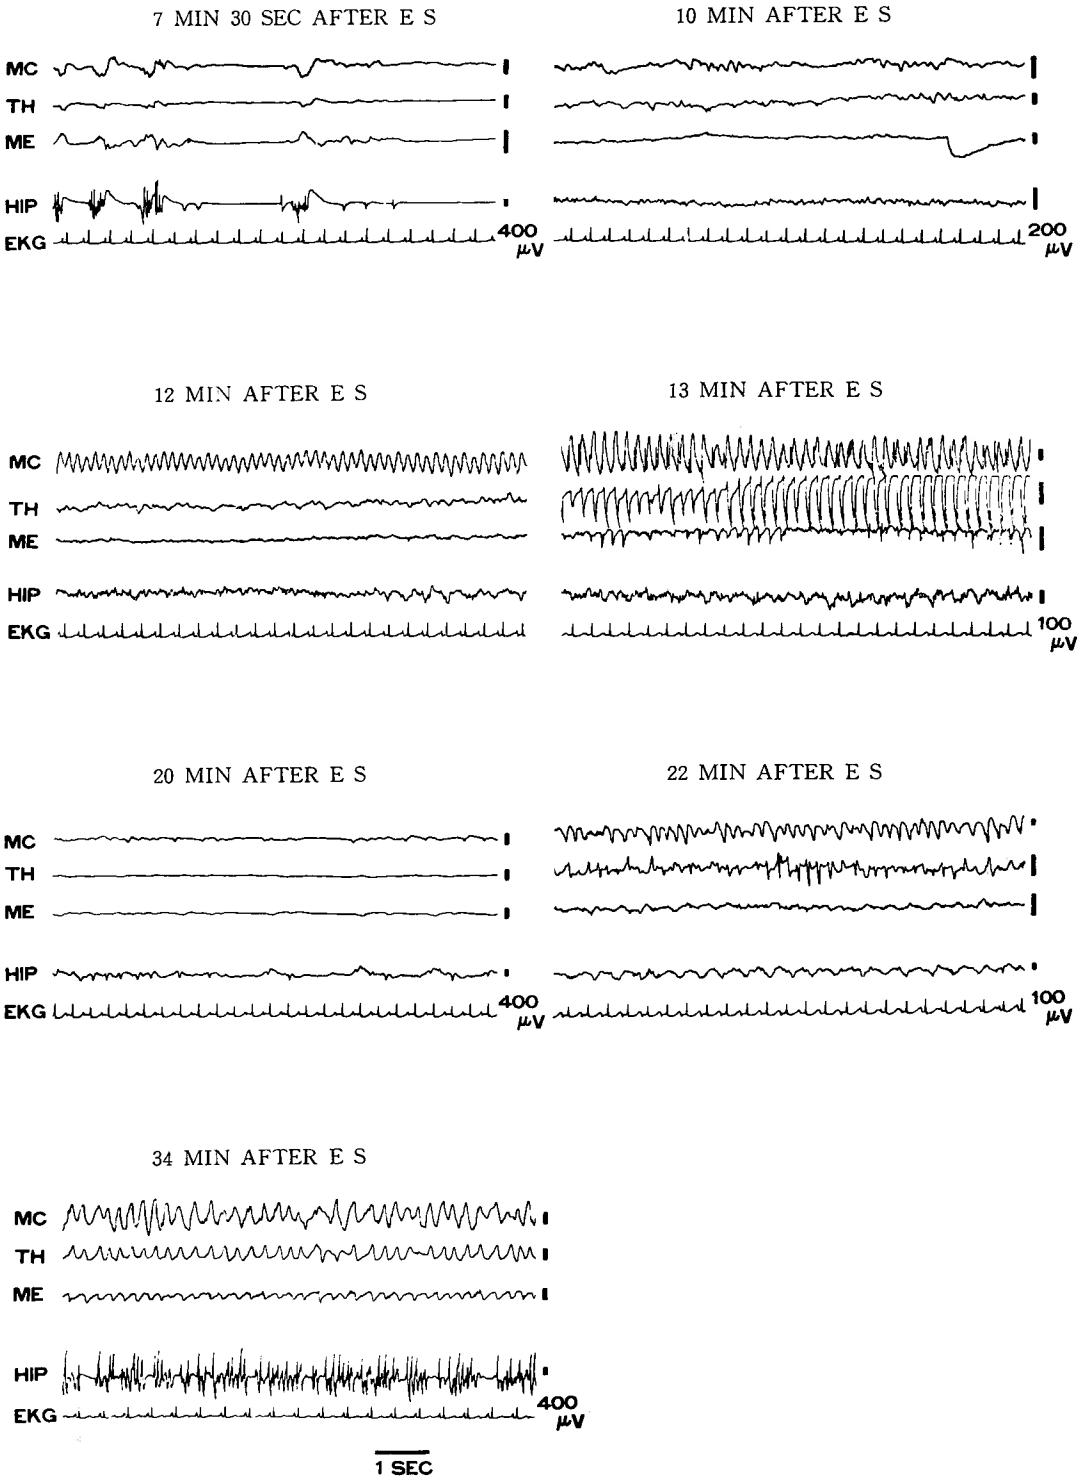 7 MIN 30 SEC AFTER E S
MC
TH
ME
HIP
EKG
400
μV
10 MIN AFTER E S
200
μV
12 MIN AFTER E S
MC
TH
ME
HIP
EKG
13 MIN AFTER E S
100
μV
20 MIN AFTER E S
MC
TH
ME
HIP
EKG
400
μV
22 MIN AFTER E S
100
μV
34 MIN AFTER E S
MC
TH
ME
HIP
EKG
400
μV
1 SEC